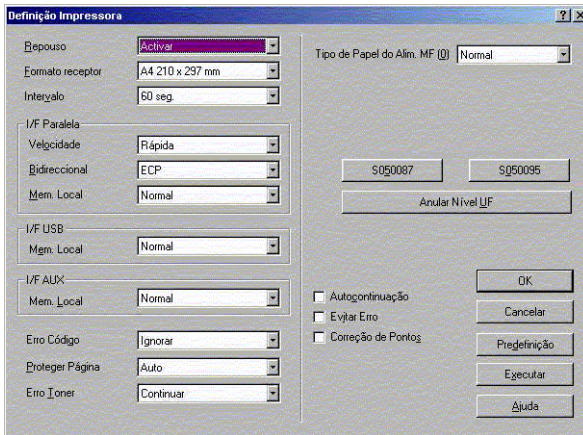 Definição Impressora
Repouso Activar
Formato receptor A4 210 x 297 mm
Intervalo 60 seg.
I/F Paralela
Velocidade Rápida
Bidireccional ECP
Mem. Local Normal
I/F USB
Mem. Local Normal
I/F AUX
Mem. Local Normal
Erro Código Ignorar
Proteger Página Auto
Erro Toner Continuar
Tipo de Papel do Alim. MF (0) Normal
S050087 S050095
Anular Nível UF
Autocontinuação
Evitar Erro
Correção de Pontos
OK
Cancelar
Predefinição
Executar
Ajuda